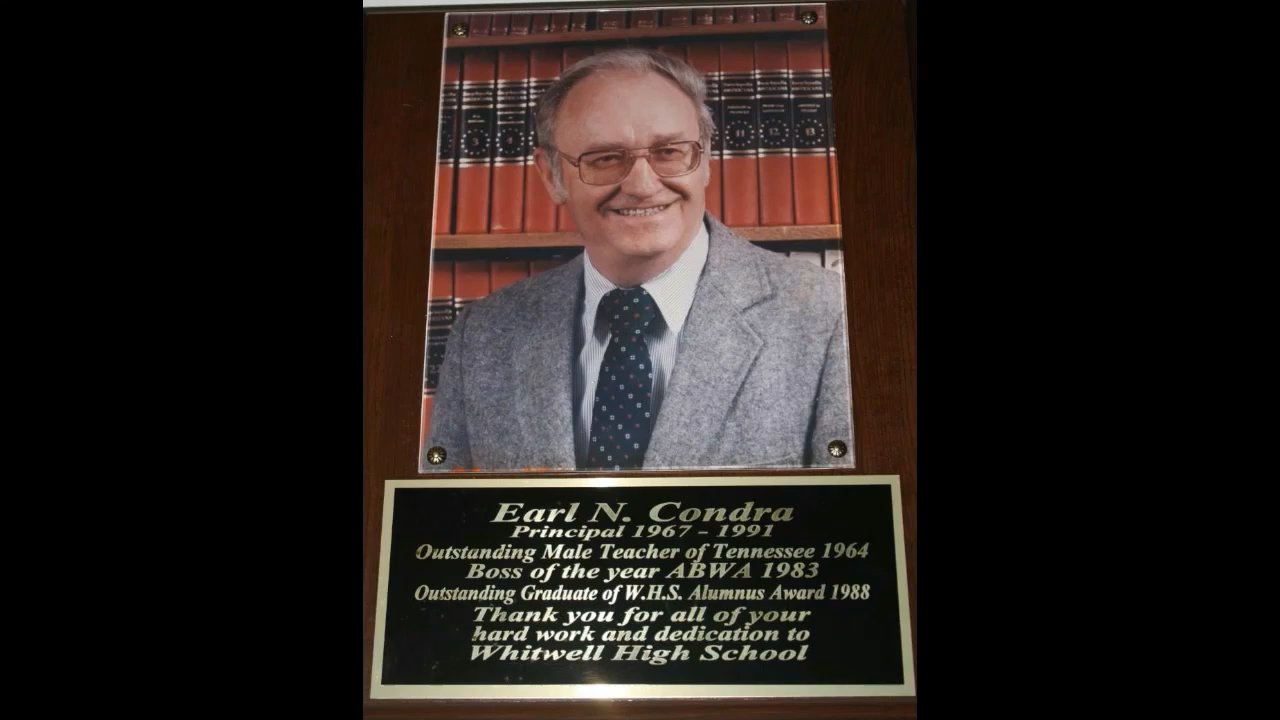 Earl N. Condra
Principal 1967 - 1991
Outstanding Male Teacher of Tennessee 1964
Boss of the year ABWA 1983
Outstanding Graduate of W.H.S. Alumnus Award 1988
Thank you for all of your
hard work and dedication to
Whitwell High School